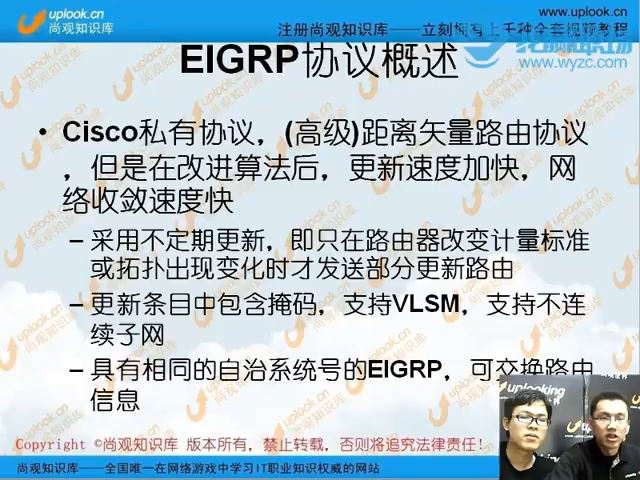 uplook.cn
尚观知识库
www.uplook.cn
注册尚观知识库——立刻拥有上千种全套视频教程
www.wyzc.com
EIGRP协议概述
• Cisco私有协议，(高级)距离矢量路由协议
，但是在改进算法后，更新速度加快，网
络收敛速度快
– 采用不定期更新，即只在路由器改变计量标准
或拓扑出现变化时才发送部分更新路由
– 更新条目中包含掩码，支持VLSM，支持不连
续子网
– 具有相同的自治系统号的EIGRP，可交换路由
信息
uplooking
Copyright ©尚观知识库 版本所有，禁止转载，否则将追究法律责任！
尚观知识库——全国唯一在网络游戏中学习IT职业知识权威的网站